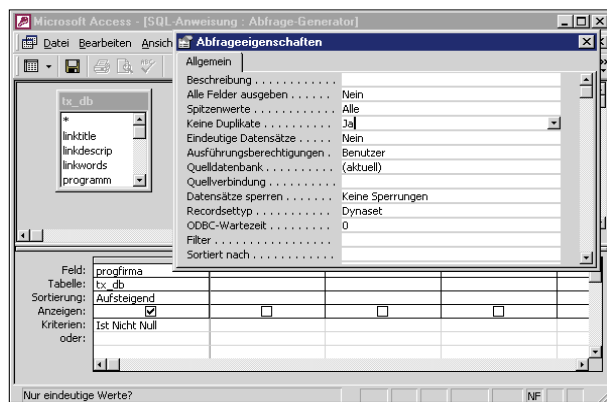 Microsoft Access - [SQL-Anweisung : Abfrage-Generator]
Datei Bearbeiten Ansich
Abfrageeigenschaften
Allgemein
Beschreibung . . . . . . . . . . . .
Alle Felder ausgeben . . . . . . Nein
Spitzenwerte . . . . . . . . . . . . Alle
Keine Duplikate . . . . . . . . . . Ja
Eindeutige Datensätze . . . . . Nein
Ausführungsberechtigungen . Benutzer
Quelldatenbank . . . . . . . . . . (aktuell)
Quellverbindung . . . . . . . . . .
Datensätze sperren . . . . . . . Keine Sperrungen
Recordsettyp . . . . . . . . . . . . Dynaset
ODBC-Wartezeit . . . . . . . . . . 0
Filter . . . . . . . . . . . . . . . . .
Sortiert nach . . . . . . . . . . . .
tx_db
*
linktitle
linkdescrip
linkwords
programm
Feld: progfirma
Tabelle: tx_db
Sortierung: Aufsteigend
Anzeigen:
Kriterien: Ist Nicht Null
oder:
Nur eindeutige Werte?
NF